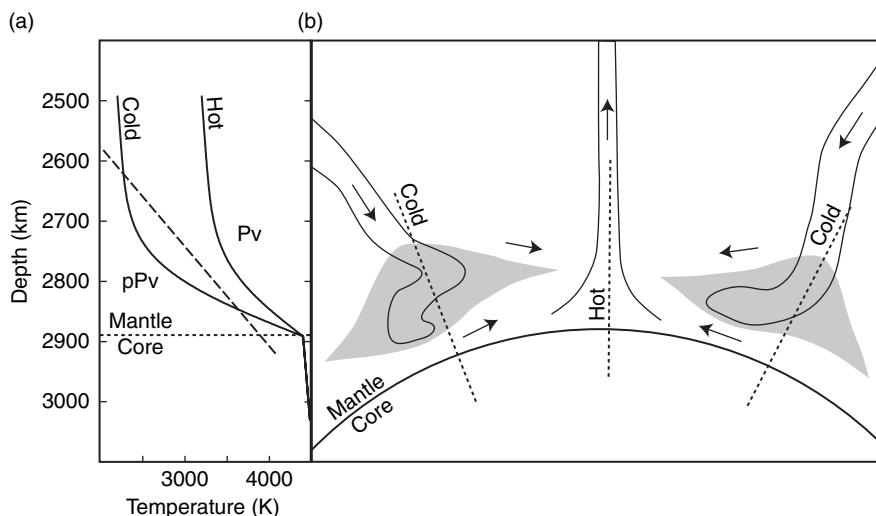 (a)
Depth (km)
2500
2600
2700
2800
2900
3000
Cold
Hot
Pv
pPv
Mantle
Core
3000
4000
Temperature (K)
(b)
Cold
Hot
Cold
Mantle
Core